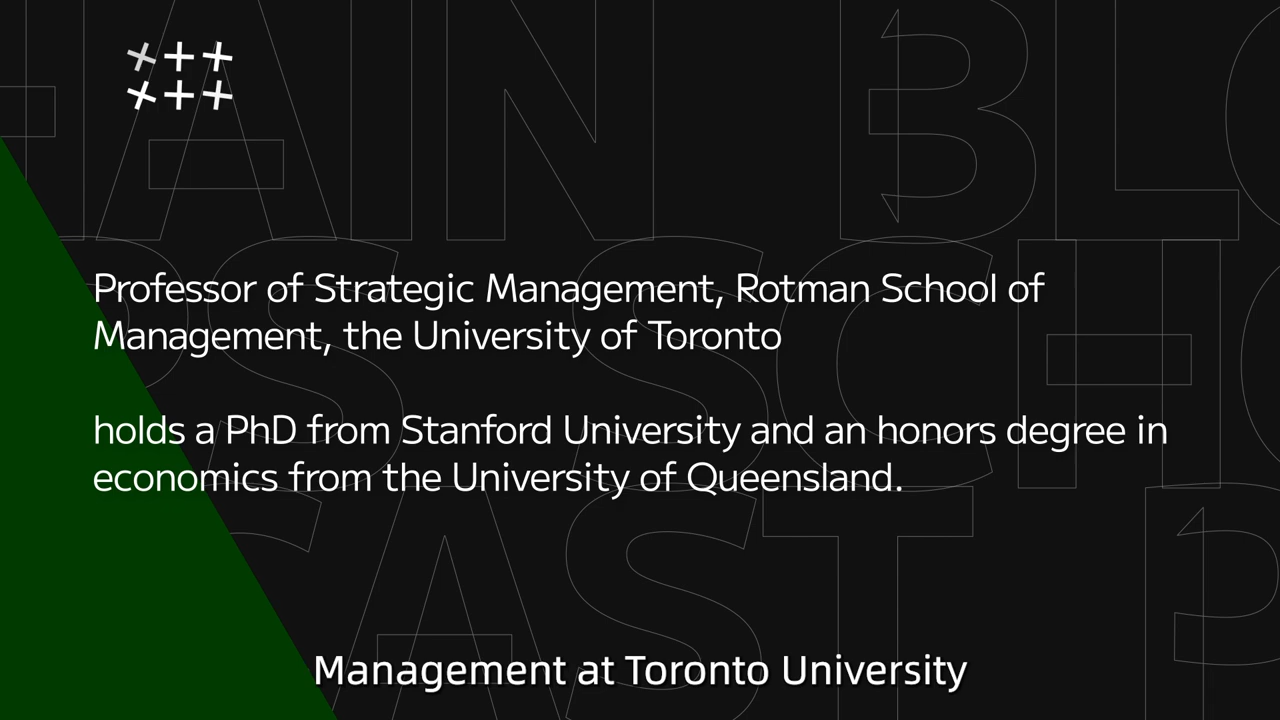 Professor of Strategic Management, Rotman School of
Management, the University of Toronto
holds a PhD from Stanford University and an honors degree in
economics from the University of Queensland.
Management at Toronto University